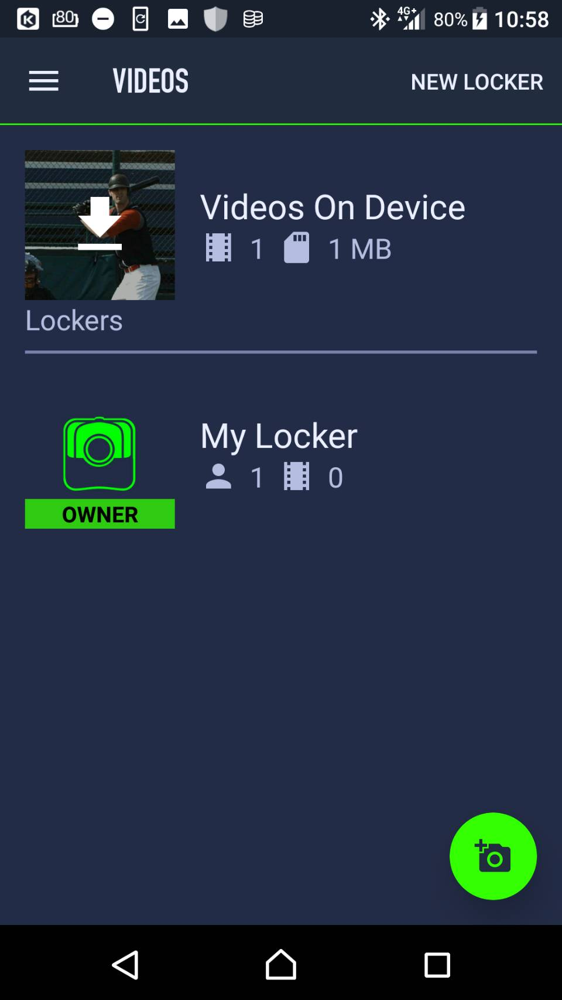 80 4G+ 80% 10:58
VIDEOS NEW LOCKER
Videos On Device
1 1 MB
Lockers
My Locker
1 0
OWNER